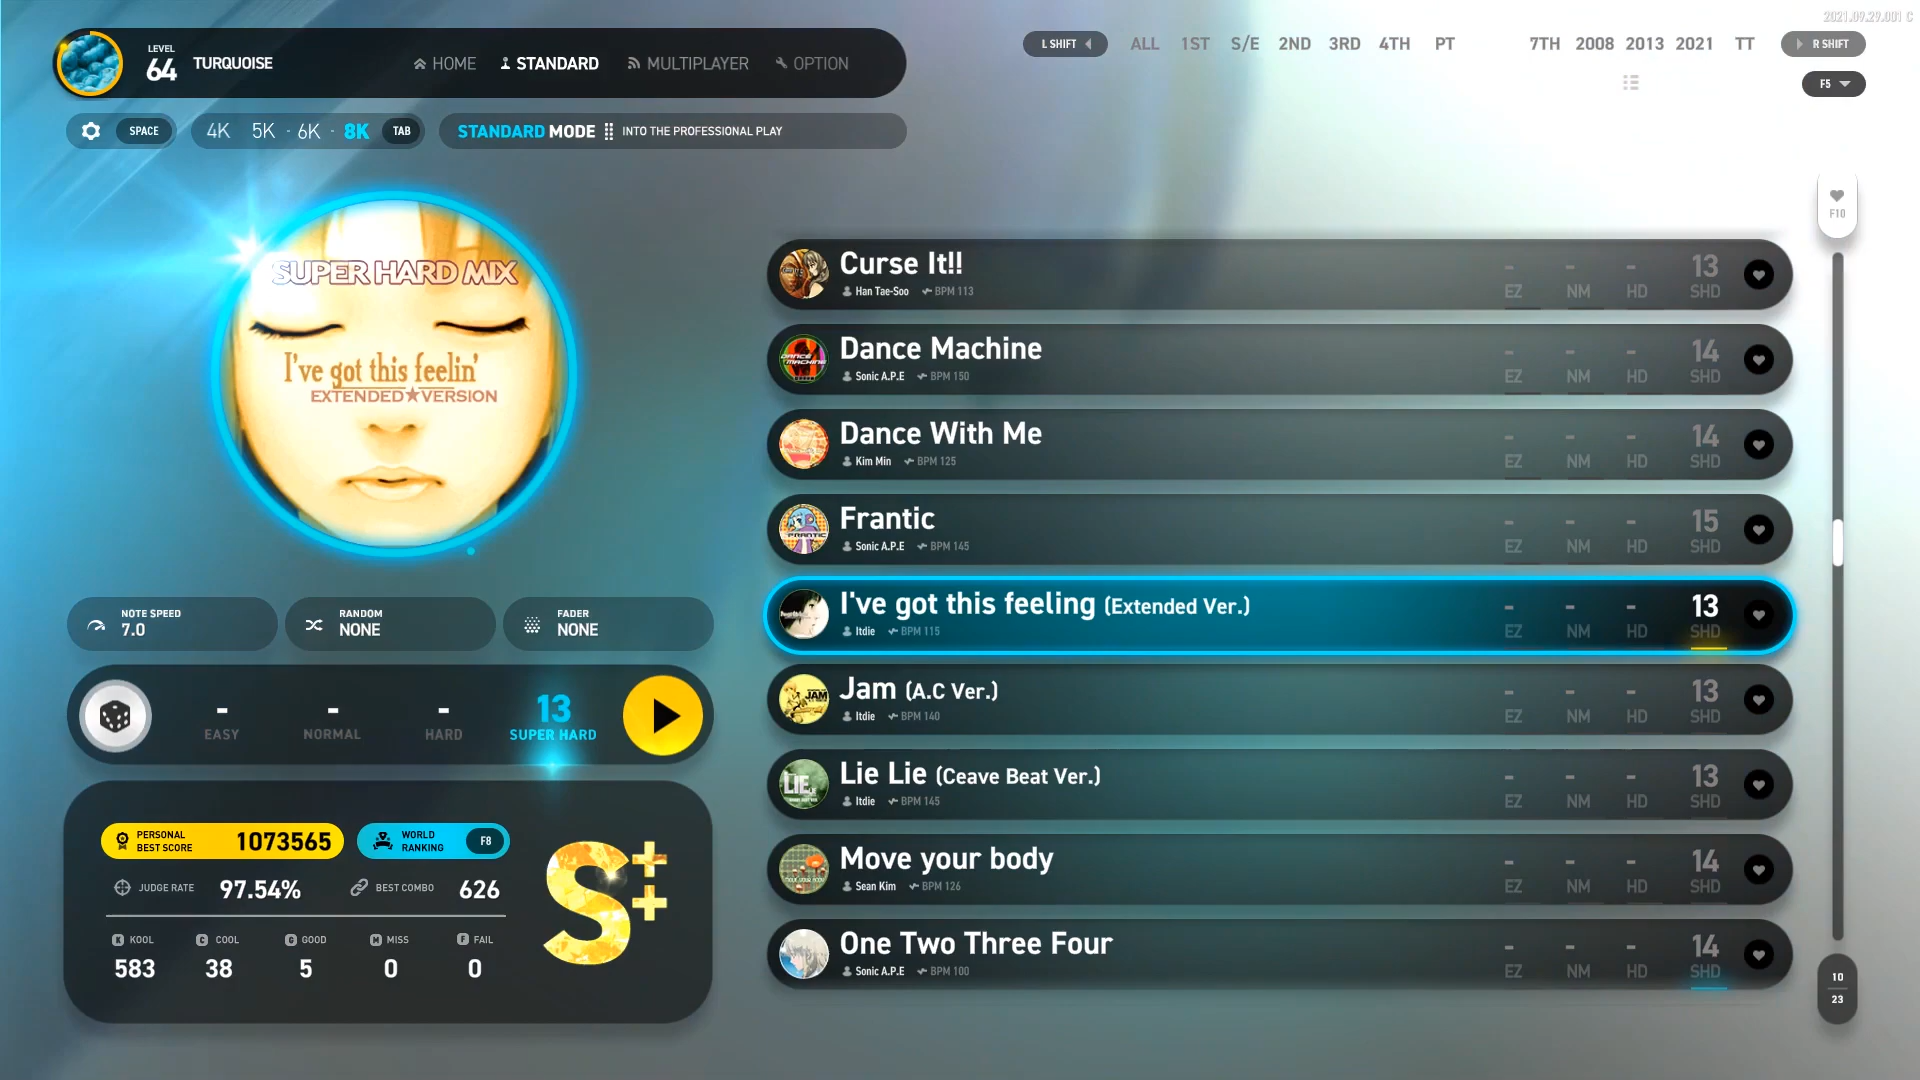 2021.09.29.001 C
LEVEL
64
TURQUOISE
HOME
STANDARD
MULTIPLAYER
OPTION
L SHIFT
ALL 1ST S/E 2ND 3RD 4TH PT 7TH 2008 2013 2021 TT
R SHIFT
F5
SPACE
4K 5K 6K 8K
TAB
STANDARD MODE
INTO THE PROFESSIONAL PLAY
F10
SUPER HARD MIX
I've got this feelin'
EXTENDED★VERSION
NOTE SPEED
7.0
RANDOM
NONE
FADER
NONE
-
EASY
-
NORMAL
-
HARD
13
SUPER HARD
PERSONAL
BEST SCORE
1073565
WORLD
RANKING
F8
JUDGE RATE 97.54%
BEST COMBO 626
K KOOL
583
C COOL
38
G GOOD
5
M MISS
0
F FAIL
0
S++
Curse It!!
Han Tae-Soo BPM 113
- - - 13
EZ NM HD SHD
Dance Machine
Sonic A.P.E BPM 150
- - - 14
EZ NM HD SHD
Dance With Me
Kim Min BPM 125
- - - 14
EZ NM HD SHD
Frantic
Sonic A.P.E BPM 145
- - - 15
EZ NM HD SHD
I've got this feeling (Extended Ver.)
Itdie BPM 115
- - - 13
EZ NM HD SHD
Jam (A.C Ver.)
Itdie BPM 140
- - - 13
EZ NM HD SHD
Lie Lie (Ceave Beat Ver.)
Itdie BPM 145
- - - 13
EZ NM HD SHD
Move your body
Sean Kim BPM 126
- - - 14
EZ NM HD SHD
One Two Three Four
Sonic A.P.E BPM 100
- - - 14
EZ NM HD SHD
10
23